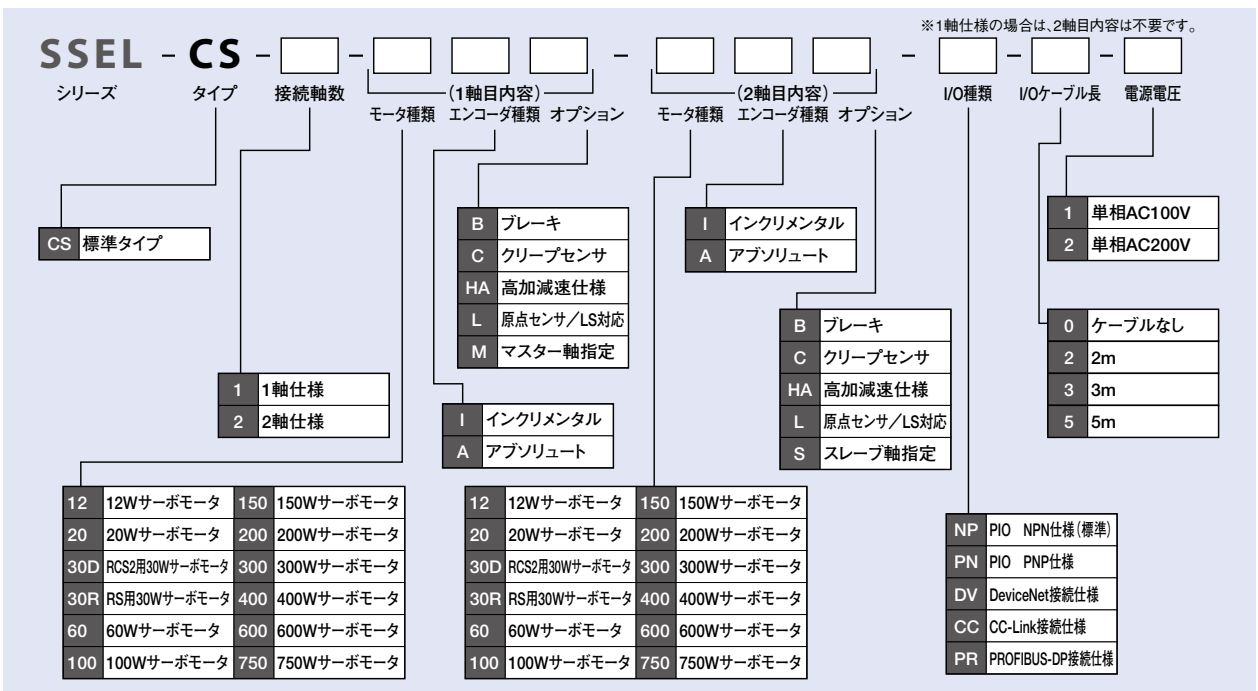 ※1軸仕様の場合は、2軸目内容は不要です。
SSEL - CS - - - - - -
シリーズ タイプ 接続軸数 (1軸目内容) (2軸目内容) I/O種類 I/Oケーブル長 電源電圧
モータ種類 エンコーダ種類 オプション モータ種類 エンコーダ種類 オプション
CS 標準タイプ
1 1軸仕様
2 2軸仕様
12 12Wサーボモータ 150 150Wサーボモータ
20 20Wサーボモータ 200 200Wサーボモータ
30D RCS2用30Wサーボモータ 300 300Wサーボモータ
30R RS用30Wサーボモータ 400 400Wサーボモータ
60 60Wサーボモータ 600 600Wサーボモータ
100 100Wサーボモータ 750 750Wサーボモータ
I インクリメンタル
A アブソリュート
B ブレーキ
C クリープセンサ
HA 高加減速仕様
L 原点センサ／LS対応
M マスター軸指定
12 12Wサーボモータ 150 150Wサーボモータ
20 20Wサーボモータ 200 200Wサーボモータ
30D RCS2用30Wサーボモータ 300 300Wサーボモータ
30R RS用30Wサーボモータ 400 400Wサーボモータ
60 60Wサーボモータ 600 600Wサーボモータ
100 100Wサーボモータ 750 750Wサーボモータ
I インクリメンタル
A アブソリュート
B ブレーキ
C クリープセンサ
HA 高加減速仕様
L 原点センサ／LS対応
S スレーブ軸指定
NP PIO NPN仕様(標準)
PN PIO PNP仕様
DV DeviceNet接続仕様
CC CC-Link接続仕様
PR PROFIBUS-DP接続仕様
0 ケーブルなし
2 2m
3 3m
5 5m
1 単相AC100V
2 単相AC200V